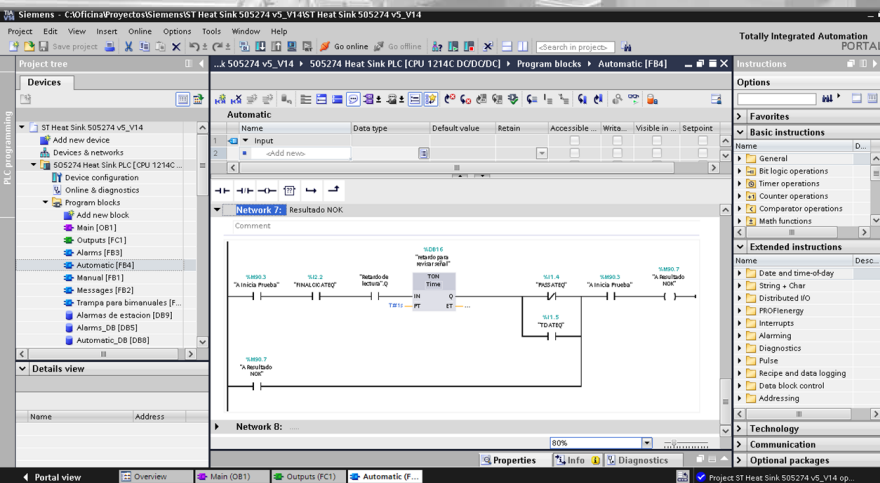 Siemens - C:\Oficina\Proyectos\Siemens\ST Heat Sink 505274 v5_V14\ST Heat Sink 505274 v5_V14
Project Edit View Insert Online Options Tools Window Help
Totally Integrated Automation
PORTAL
Save project
Go online
Go offline
<Search in project>
Project tree
...k 505274 v5_V14 ▸ 505274 Heat Sink PLC [CPU 1214C DC/DC/DC] ▸ Program blocks ▸ Automatic [FB4]
Instructions
Devices
Options
PLC programming
ST Heat Sink 505274 v5_V14
Add new device
Devices & networks
505274 Heat Sink PLC [CPU 1214C ...
Device configuration
Online & diagnostics
Program blocks
Add new block
Main [OB1]
Outputs [FC1]
Alarms [FB3]
Automatic [FB4]
Manual [FB1]
Messages [FB2]
Trampa para bimanuales [F...
Alarmas de estacion [DB9]
Alarms_DB [DB5]
Automatic_DB [DB8]
Details view
Name Address
Automatic
Name Data type Default value Retain Accessible ... Writa... Visible in ... Setpoint
1 Input
2 <Add new>
Network 7: Resultado NOK
Comment
%DB16
"retardo para
revisar señal"
TON
Time
IN Q
PT ET
T#1s
...
%M90.3
"A Inicia Prueba"
%I2.2
"FINALOK ATEQ"
"Retardo de
lectura".Q
%I1.4
"PASS ATEQ"
%M90.3
"A Inicia Prueba"
%M90.7
"A Resultado
NOK"
%I1.5
"TD ATEQ"
%M90.7
"A Resultado
NOK"
Network 8: ....
80%
Properties Info Diagnostics
Favorites
Basic instructions
Name D...
General
Bit logic operations
Timer operations
Counter operations
Comparator operations
Math functions
Extended instructions
Name Desc...
Date and time-of-day
String + Char
Distributed I/O
PROFIenergy
Interrupts
Alarming
Diagnostics
Pulse
Recipe and data logging
Data block control
Addressing
Technology
Communication
Optional packages
Portal view
Overview
Main (OB1)
Outputs (FC1)
Automatic (F...
Project ST Heat Sink 505274 v5_V14 op...